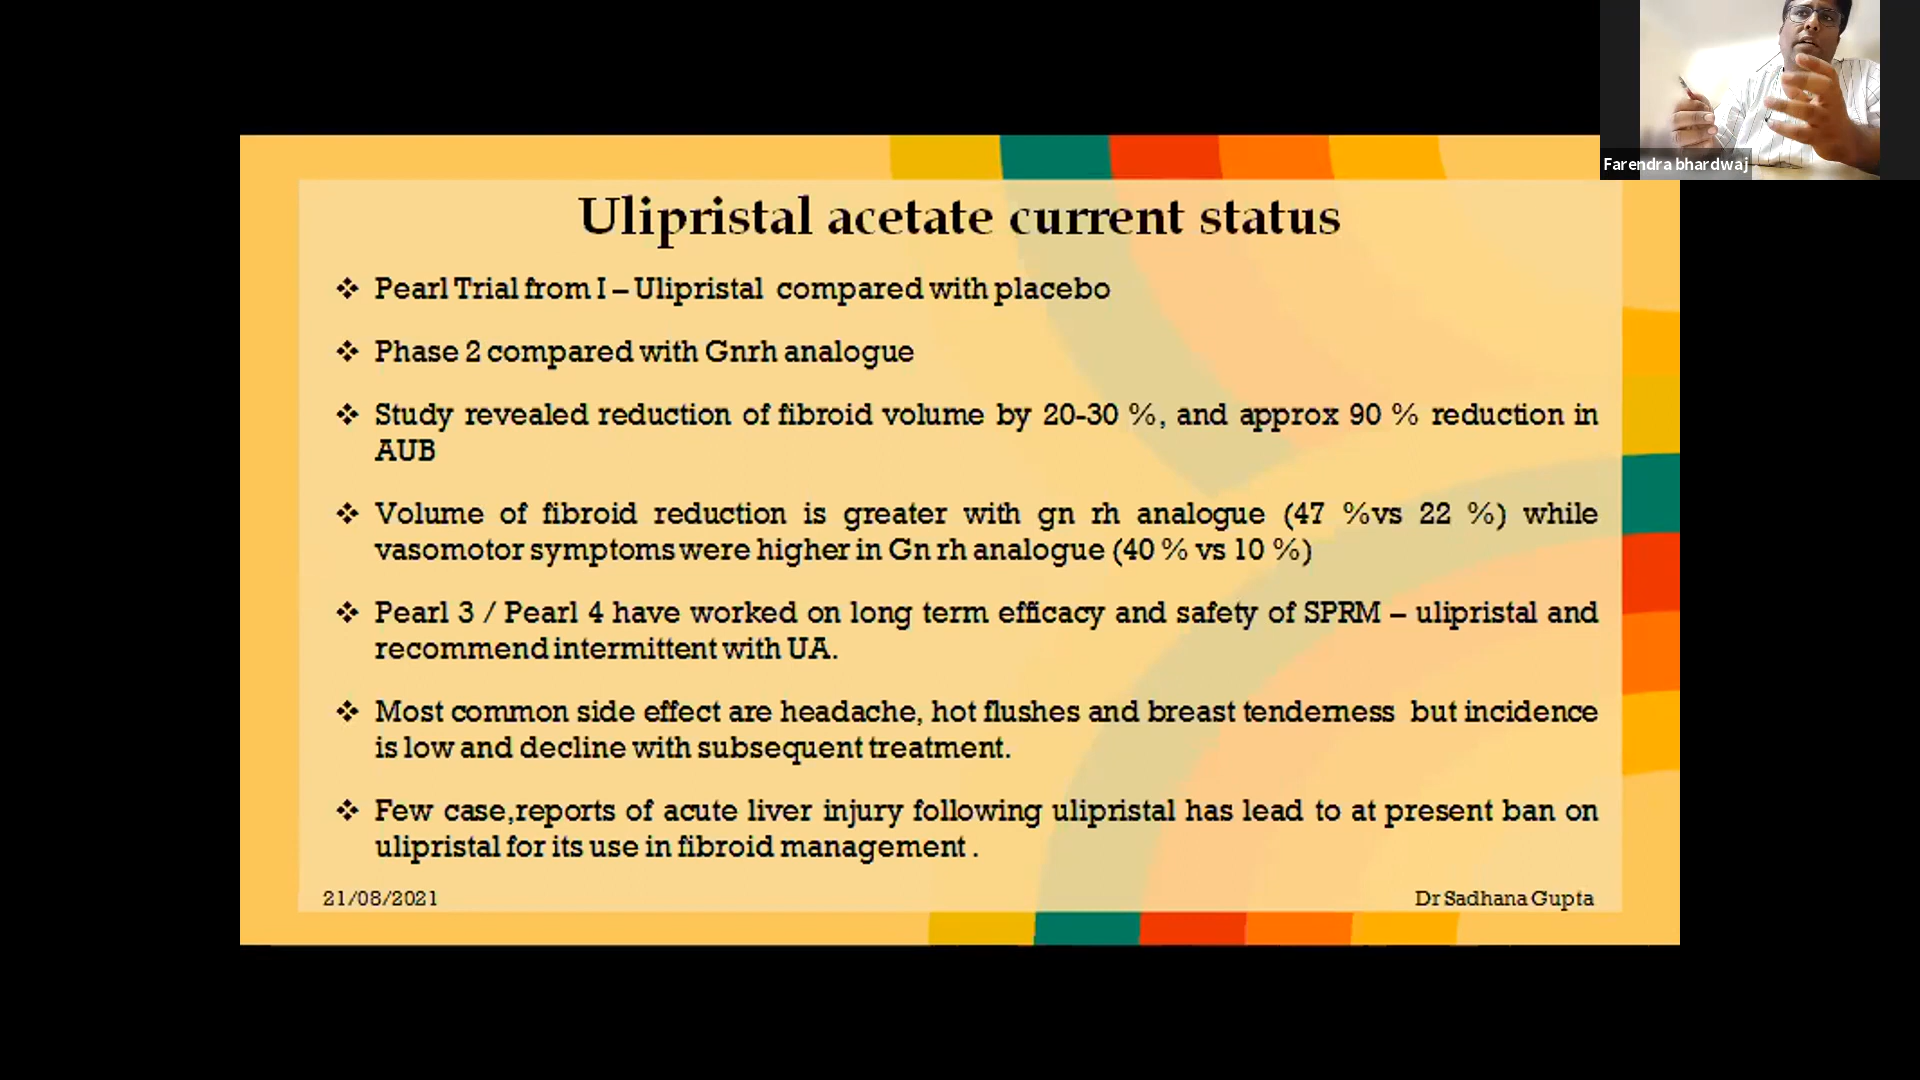 Farendra bhardwaj
Ulipristal acetate current status
❖ Pearl Trial from I – Ulipristal compared with placebo
❖ Phase 2 compared with Gnrh analogue
❖ Study revealed reduction of fibroid volume by 20-30 %, and approx 90 % reduction in
AUB
❖ Volume of fibroid reduction is greater with gn rh analogue (47 %vs 22 %) while
vasomotor symptoms were higher in Gn rh analogue (40 % vs 10 %)
❖ Pearl 3 / Pearl 4 have worked on long term efficacy and safety of SPRM – ulipristal and
recommend intermittent with UA.
❖ Most common side effect are headache, hot flushes and breast tenderness but incidence
is low and decline with subsequent treatment.
❖ Few case,reports of acute liver injury following ulipristal has lead to at present ban on
ulipristal for its use in fibroid management .
21/08/2021
Dr Sadhana Gupta